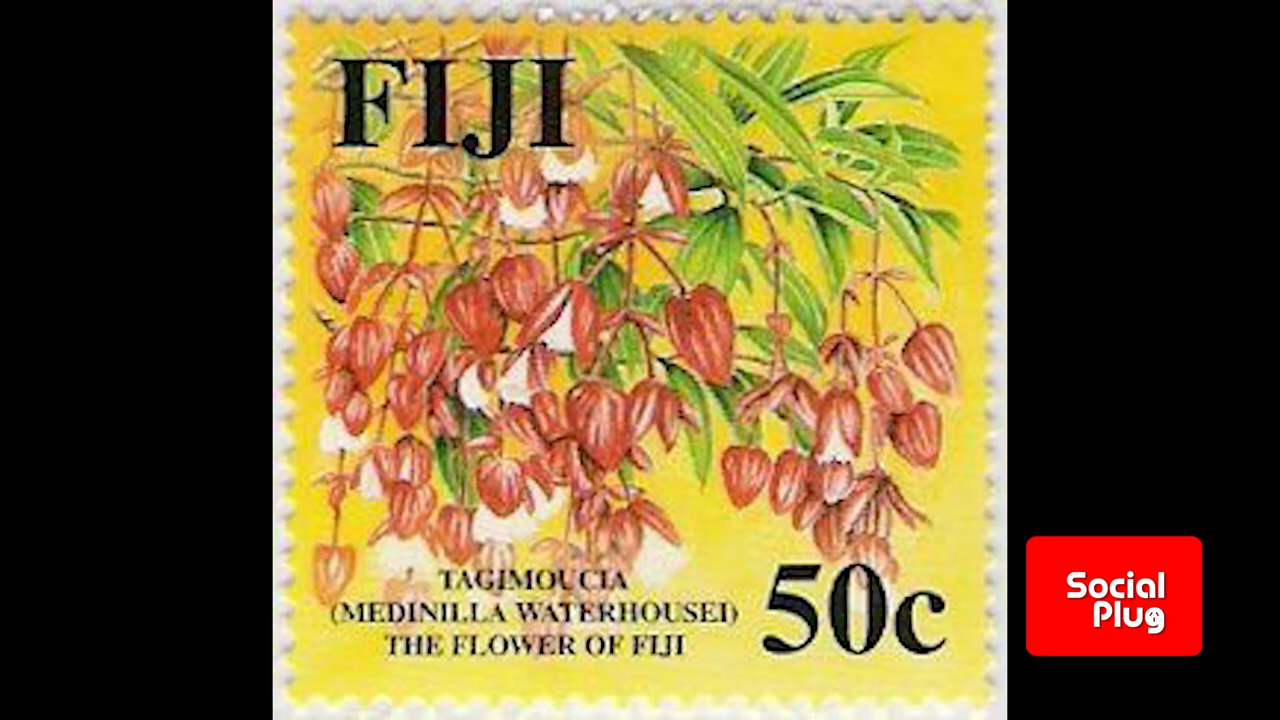 FIJI
TAGIMOUCIA
(MEDINILLA WATERHOUSEI)
THE FLOWER OF FIJI
50c
Social
Plug